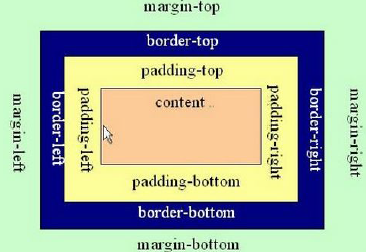 margin-top
border-top
padding-top
content ..
margin-left
border-left
padding-left
padding-right
border-right
margin-right
padding-bottom
border-bottom
margin-bottom